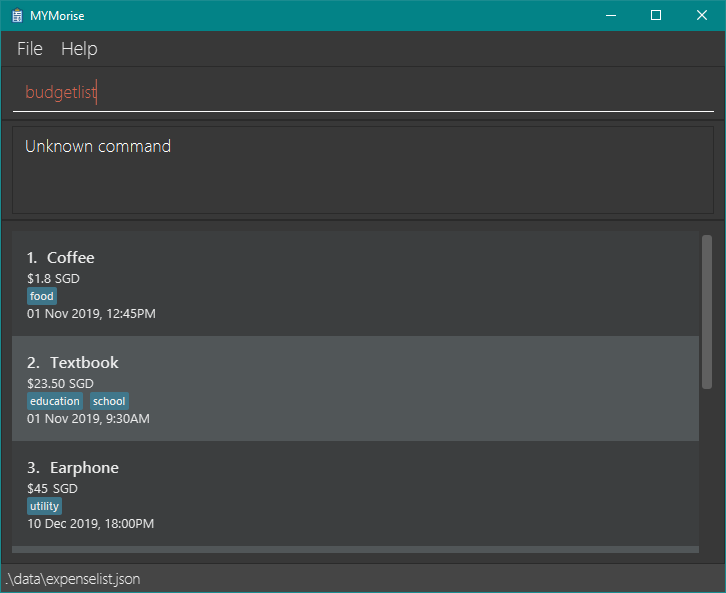 MYMorise
File Help
budgetlist
Unknown command
1. Coffee
$1.8 SGD
food
01 Nov 2019, 12:45PM
2. Textbook
$23.50 SGD
education school
01 Nov 2019, 9:30AM
3. Earphone
$45 SGD
utility
10 Dec 2019, 18:00PM
.\data\expenselist.json